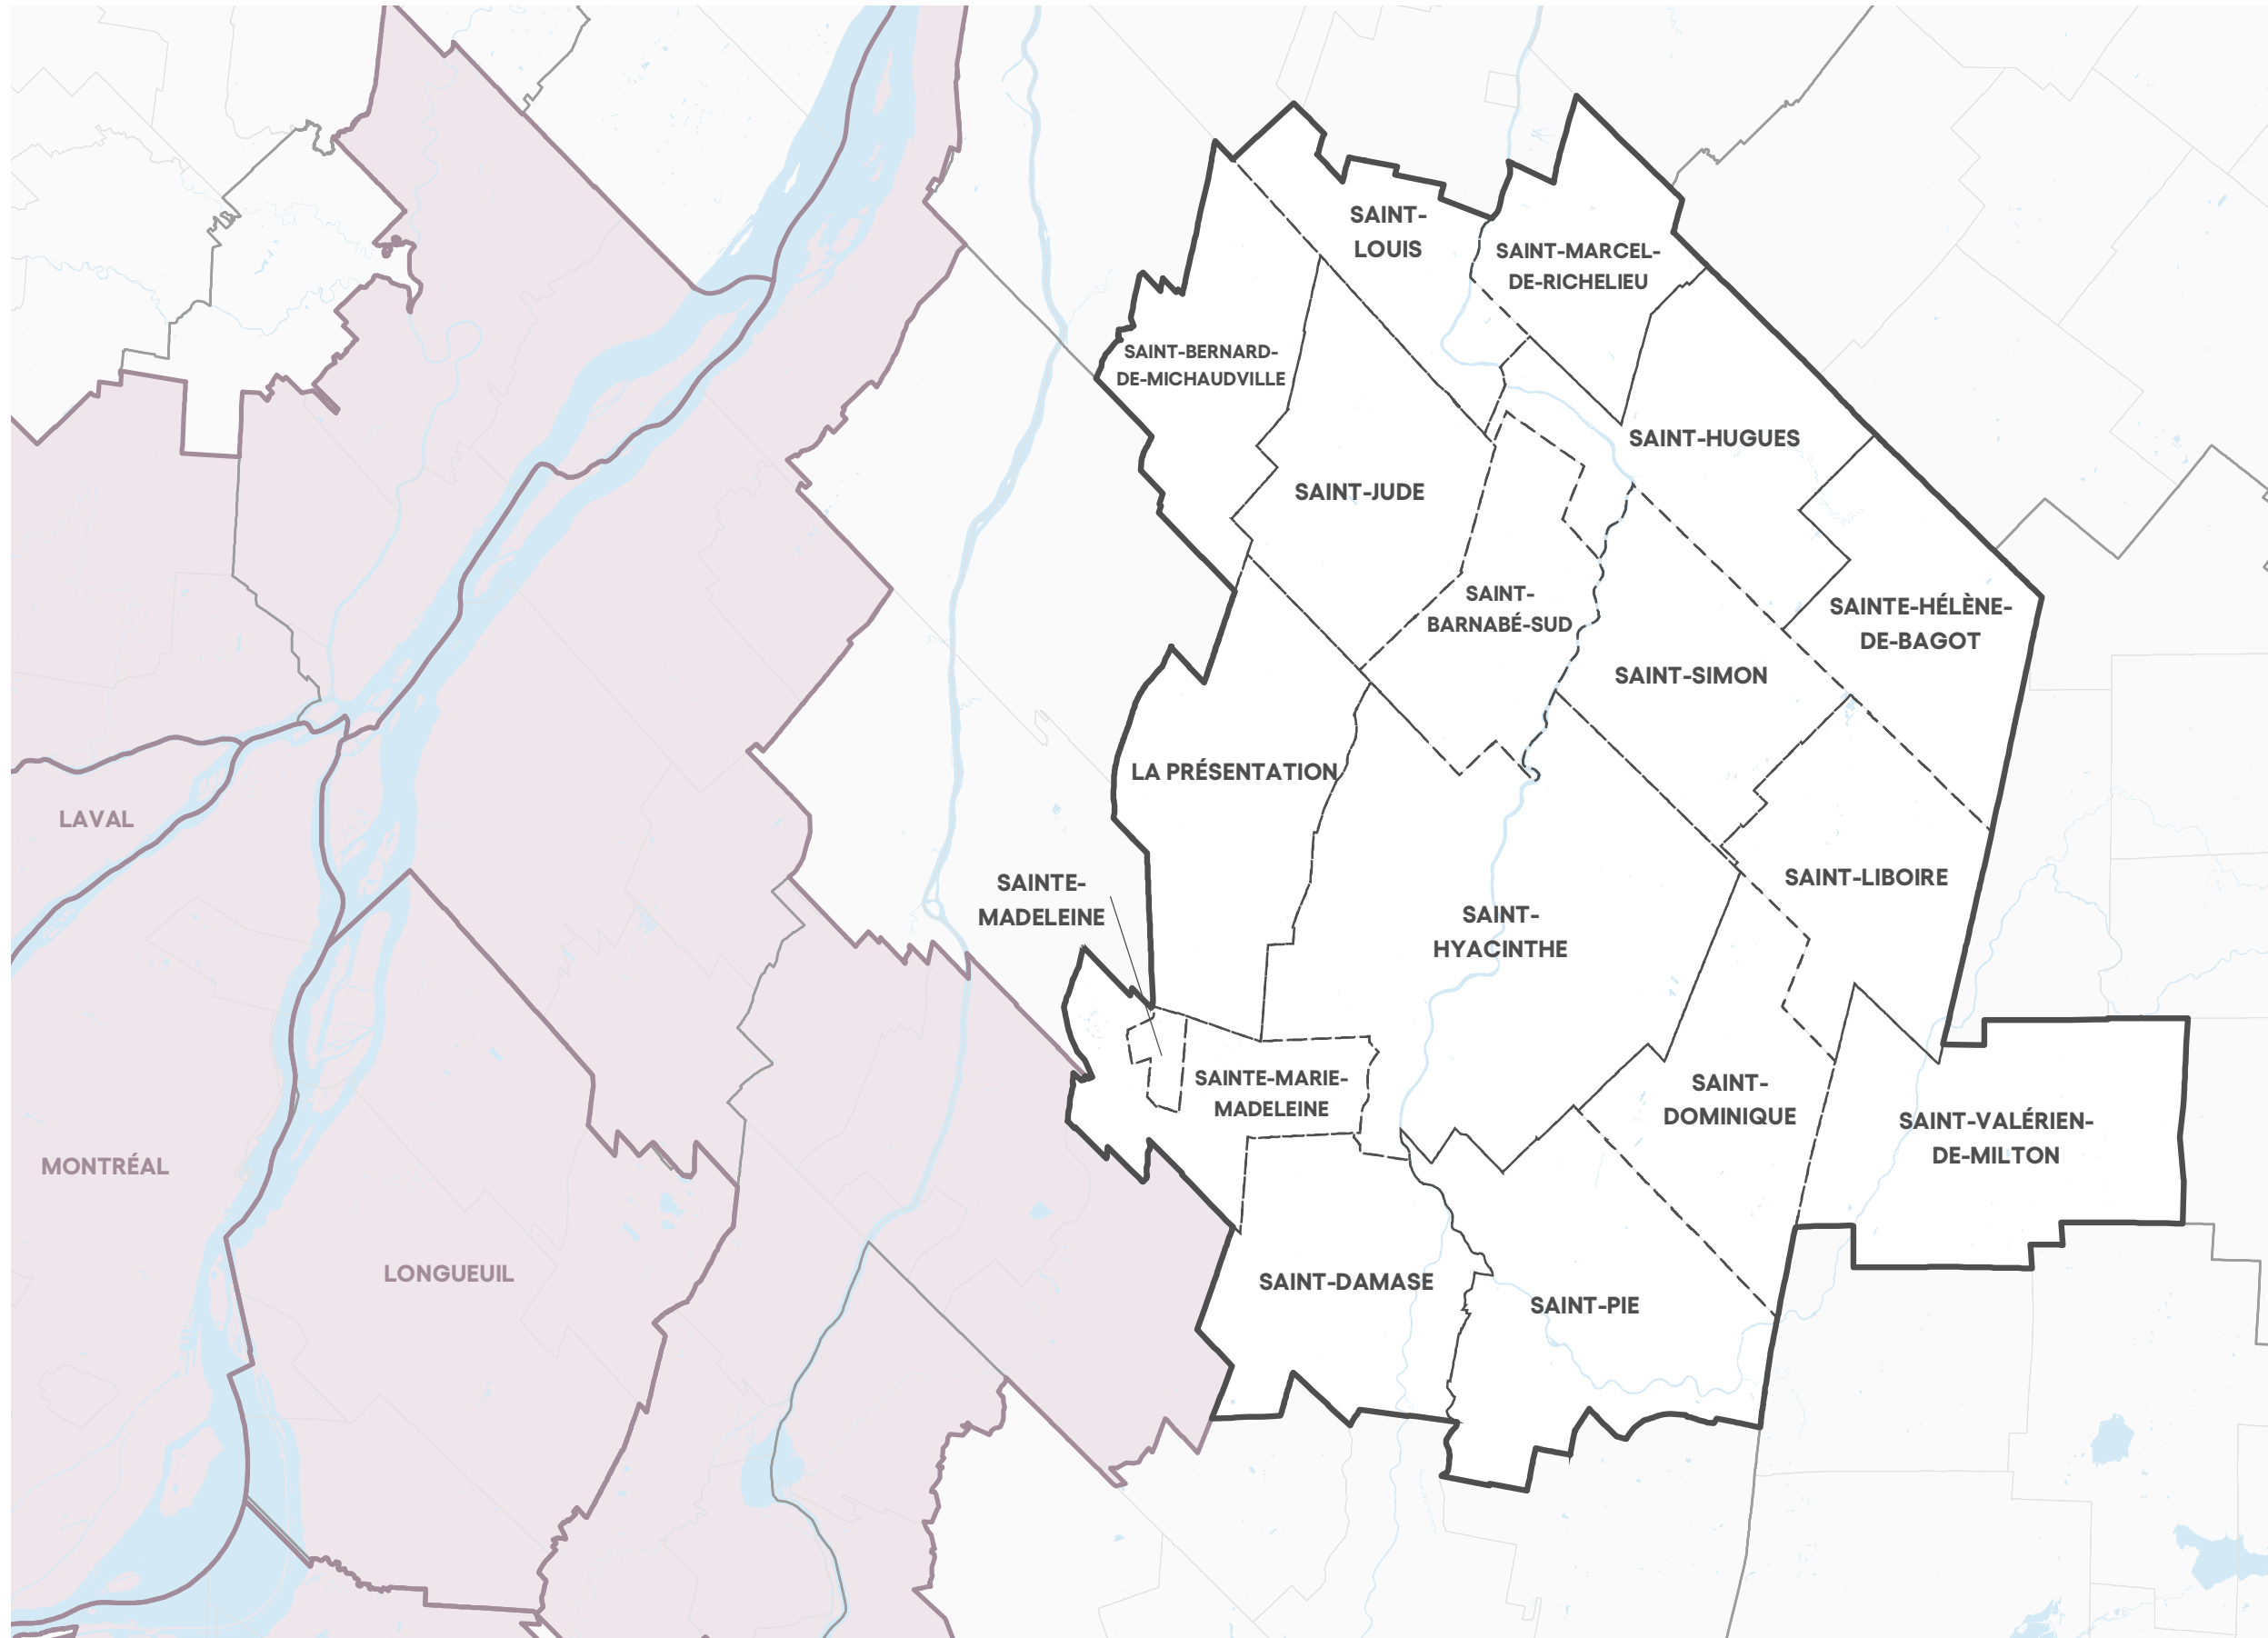 SAINT-
LOUIS
SAINT-MARCEL-
DE-RICHELIEU
SAINT-BERNARD-
DE-MICHAUDVILLE
SAINT-HUGUES
SAINT-JUDE
SAINT-
BARNABÉ-SUD
SAINTE-HÉLÈNE-
DE-BAGOT
SAINT-SIMON
LA PRÉSENTATION
LAVAL
SAINTE-
MADELEINE
SAINT-LIBOIRE
SAINT-
HYACINTHE
SAINTE-MARIE-
MADELEINE
SAINT-
DOMINIQUE
SAINT-VALÉRIEN-
DE-MILTON
MONTRÉAL
LONGUEUIL
SAINT-DAMASE
SAINT-PIE